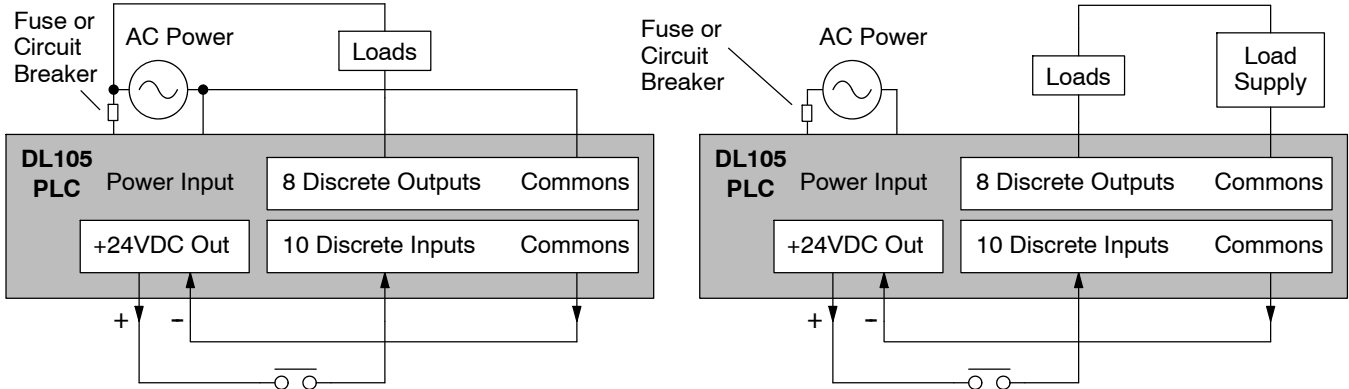 Fuse or
Circuit
Breaker
AC Power
Loads
DL105
PLC
Power Input
8 Discrete Outputs Commons
+24VDC Out
10 Discrete Inputs Commons
+ -
Fuse or
Circuit
Breaker
AC Power
Loads
Load
Supply
DL105
PLC
Power Input
8 Discrete Outputs Commons
+24VDC Out
10 Discrete Inputs Commons
+ -